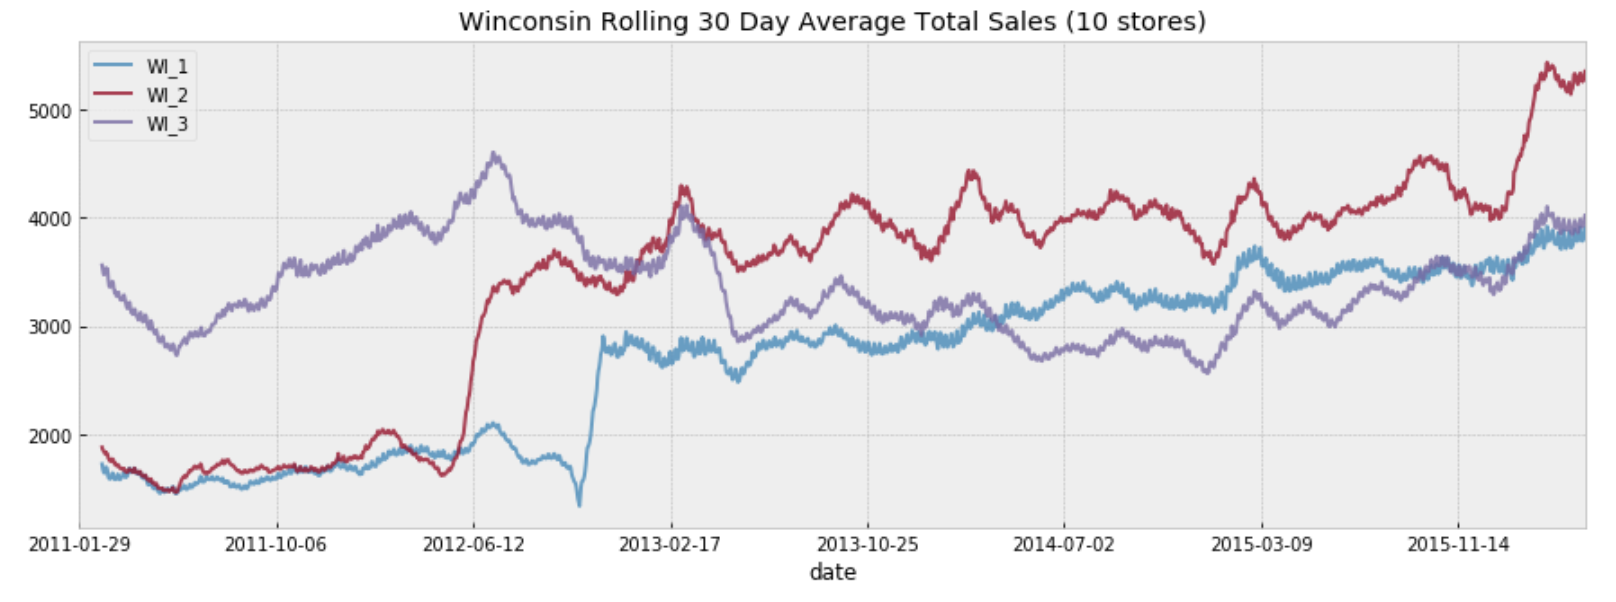 Winconsin Rolling 30 Day Average Total Sales (10 stores)
WI_1
WI_2
WI_3
5000
4000
3000
2000
2011-01-29 2011-10-06 2012-06-12 2013-02-17 2013-10-25 2014-07-02 2015-03-09 2015-11-14
date